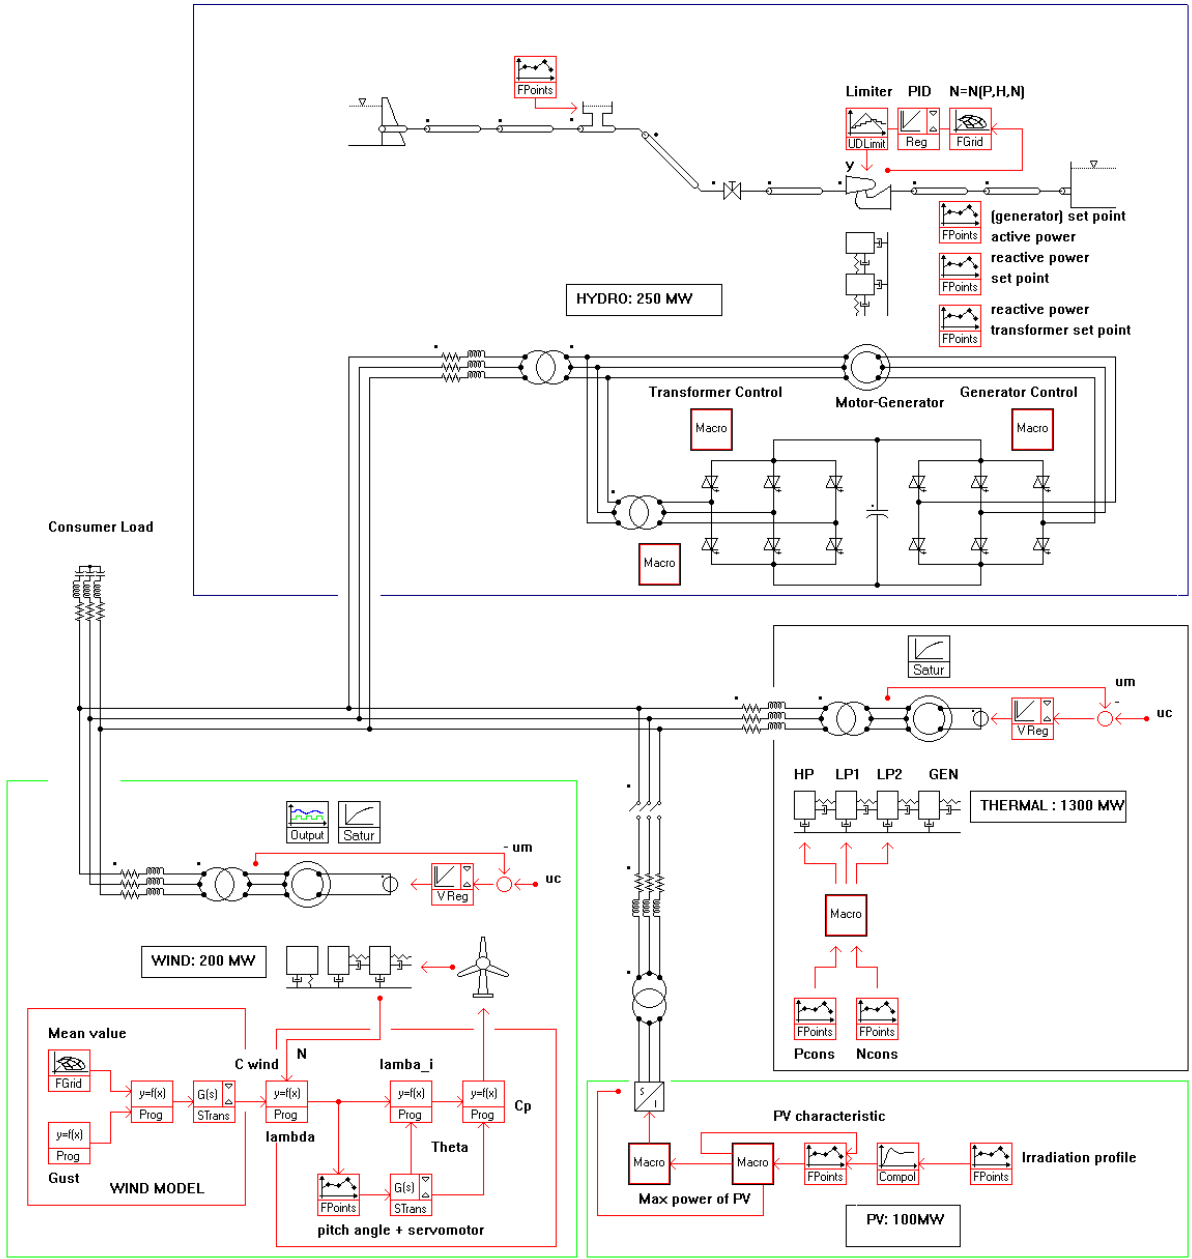 FPoints
Limiter PID N=N(P,H,N)
UDLimit Reg FGrid
y
FPoints (generator) set point
active power
FPoints reactive power
set point
FPoints reactive power
transformer set point
HYDRO: 250 MW
Transformer Control
Motor-Generator
Generator Control
Macro
Macro
Macro
Consumer Load
Satur
um
-
uc
V Reg
HP LP1 LP2 GEN
THERMAL : 1300 MW
Macro
FPoints FPoints
Pcons Ncons
Output Satur
- um
uc
V Reg
WIND: 200 MW
Mean value
FGrid
C wind
N
lamba_i
y=f(x)
Prog
G(s)
STrans
y=f(x)
Prog
y=f(x)
Prog
y=f(x)
Prog
Cp
lambda
Theta
y=f(x)
Prog
Gust
WIND MODEL
FPoints
G(s)
STrans
pitch angle + servomotor
S
I
PV characteristic
Macro
Macro
FPoints
Compol
FPoints
Irradiation profile
Max power of PV
PV: 100MW